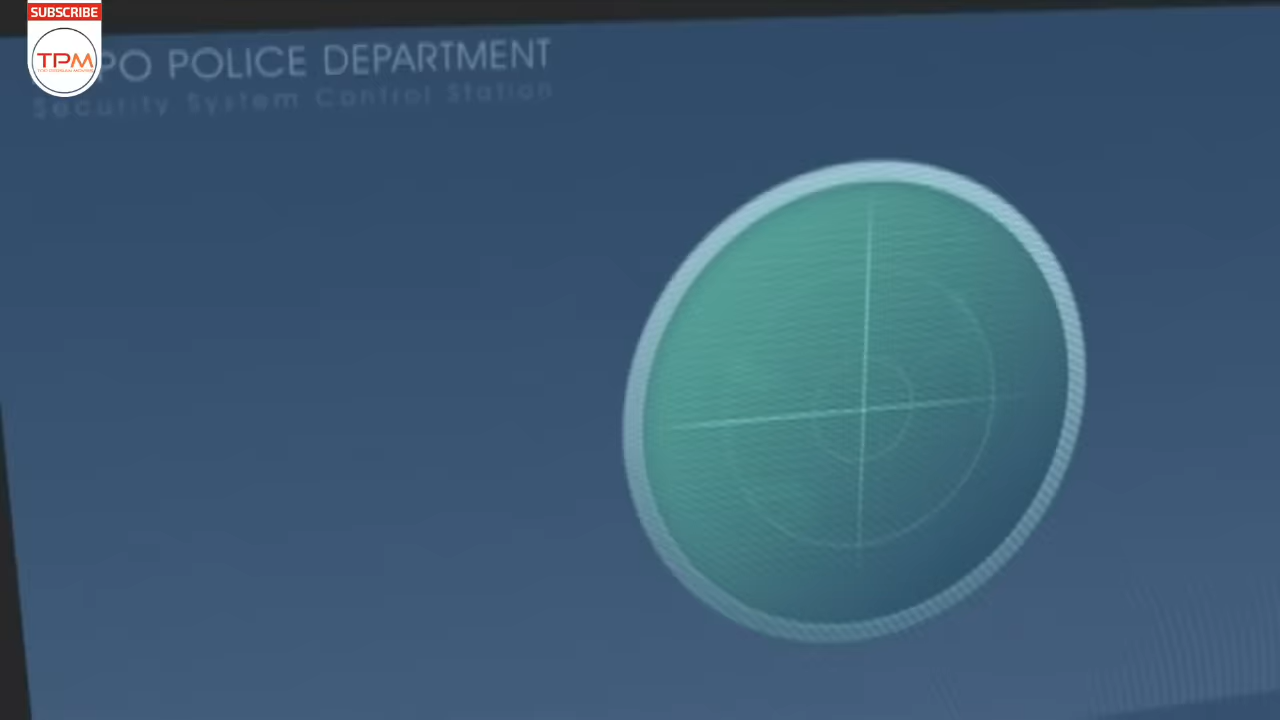 SUBSCRIBE
TPM
PO POLICE DEPARTMENT
Security System Control Station